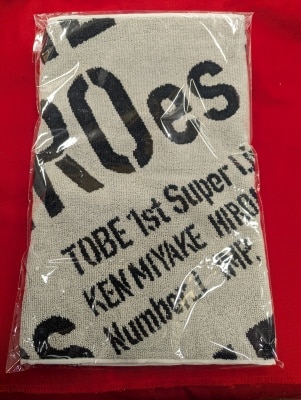 ROes
TOBE 1st Super Li
KEN MIYAKE HIRO
Number_i IMP.